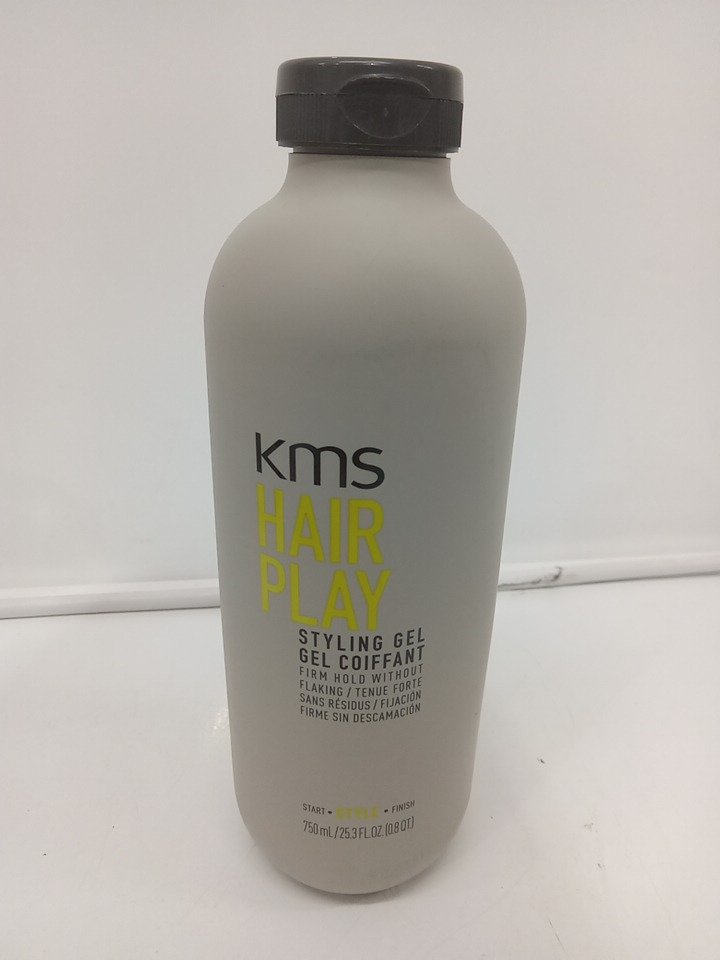 kms
HAIR
PLAY
STYLING GEL
GEL COIFFANT
FIRM HOLD WITHOUT
FLAKING / TENUE FORTE
SANS RÉSIDUS / FIJACIÓN
FIRME SIN DESCAMACIÓN
START • STYLE • FINISH
750 mL/25.3 FL.OZ. (0.8 QT.)